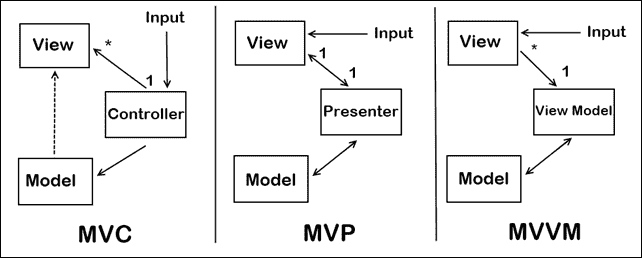 Input
View
*
1
Controller
Model
MVC
View
Input
1
1
Presenter
Model
MVP
View
Input
*
1
View Model
Model
MVVM